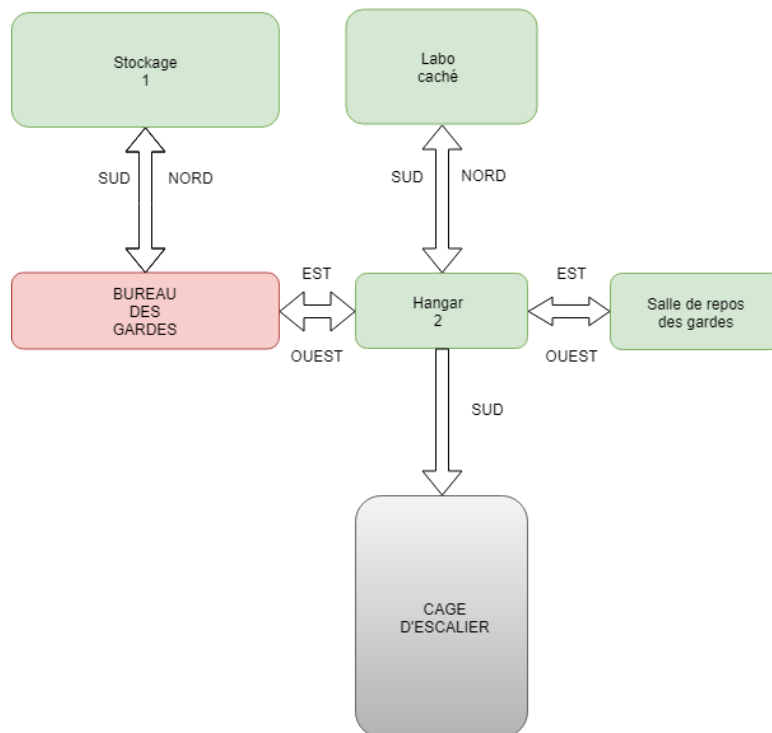 Stockage
1
Labo
caché
SUD
NORD
SUD
NORD
BUREAU
DES
GARDES
EST
OUEST
Hangar
2
EST
OUEST
Salle de repos
des gardes
SUD
CAGE
D'ESCALIER